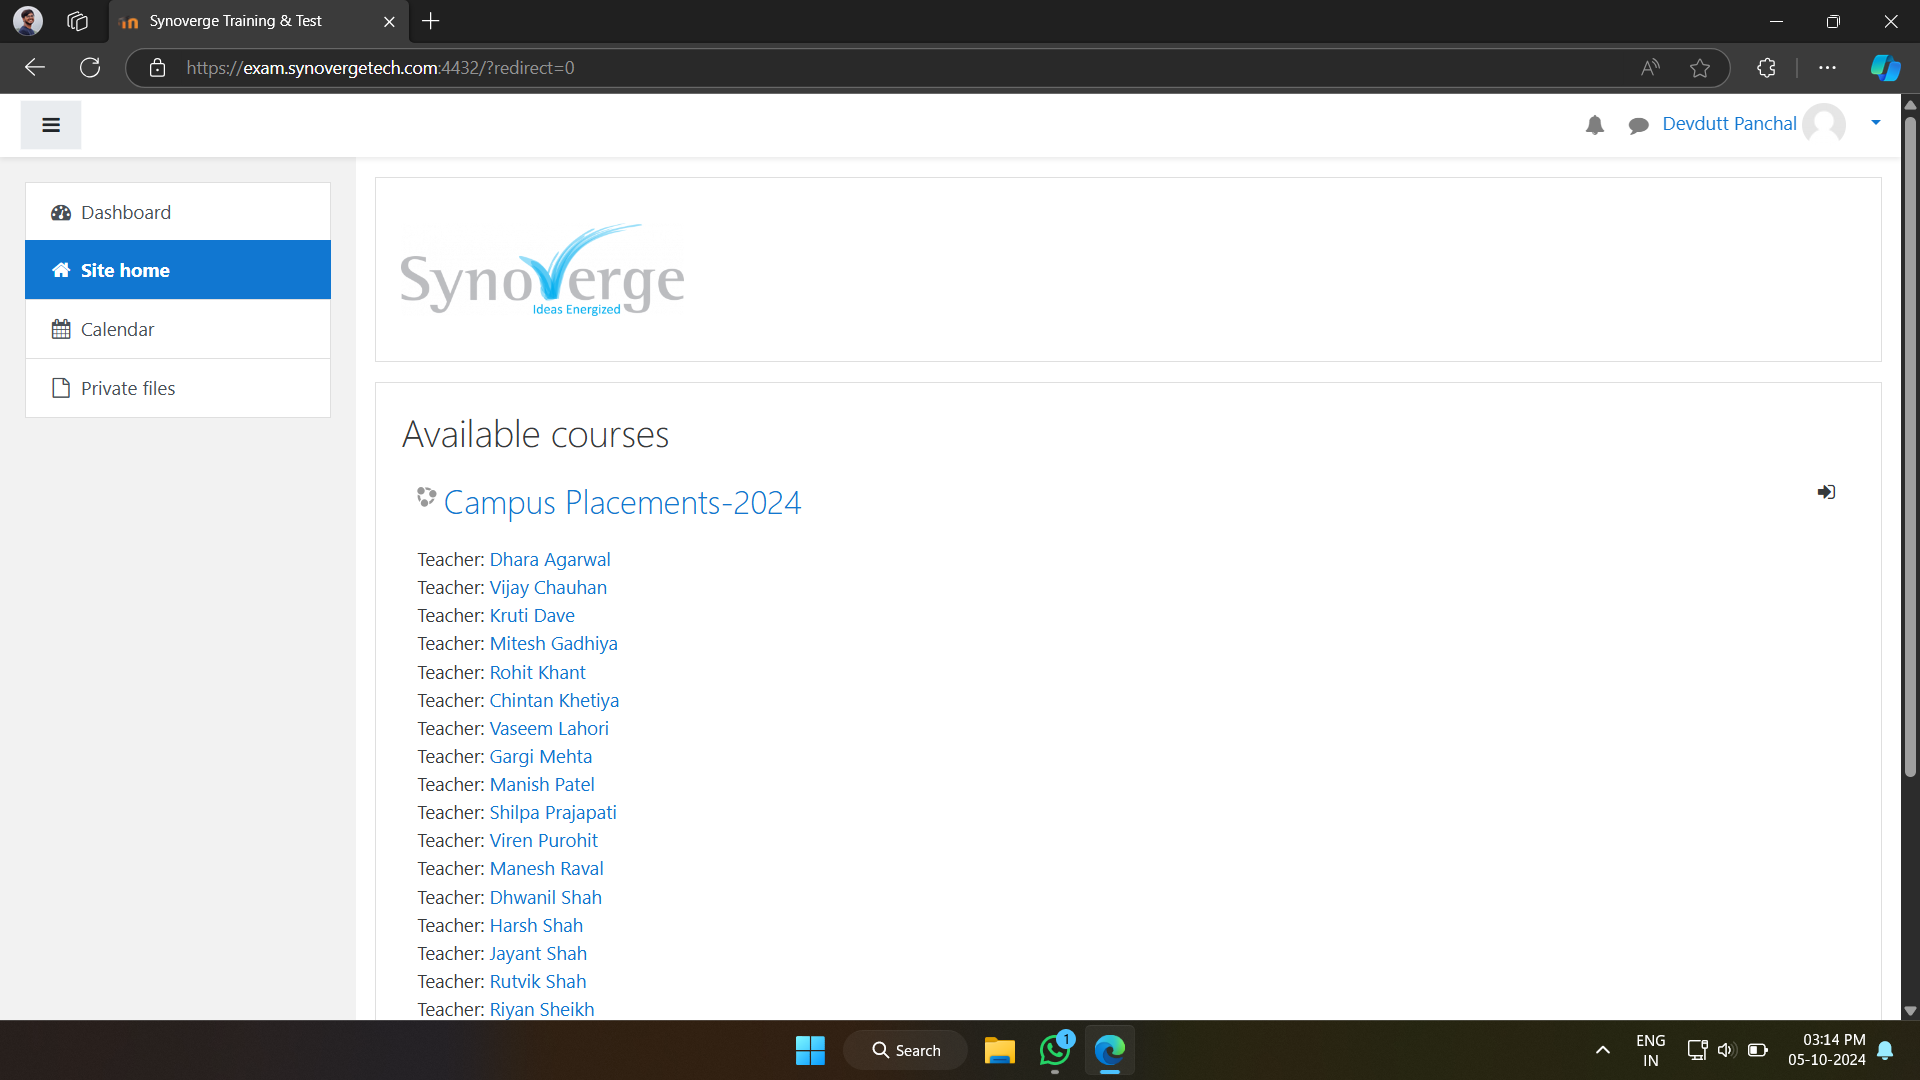 Synoverge Training & Test
https://exam.synovergetech.com:4432/?redirect=0
Devdutt Panchal
Dashboard
Site home
Calendar
Private files
Synoverge
Ideas Energized
Available courses
Campus Placements-2024
Teacher: Dhara Agarwal
Teacher: Vijay Chauhan
Teacher: Kruti Dave
Teacher: Mitesh Gadhiya
Teacher: Rohit Khant
Teacher: Chintan Khetiya
Teacher: Vaseem Lahori
Teacher: Gargi Mehta
Teacher: Manish Patel
Teacher: Shilpa Prajapati
Teacher: Viren Purohit
Teacher: Manesh Raval
Teacher: Dhwanil Shah
Teacher: Harsh Shah
Teacher: Jayant Shah
Teacher: Rutvik Shah
Teacher: Riyan Sheikh
Search
1
ENG
IN
03:14 PM
05-10-2024